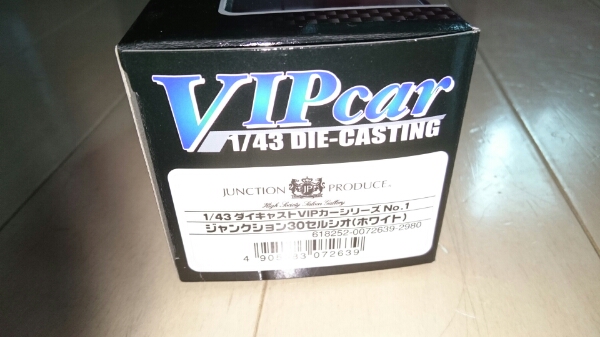 VIPcar
1/43 DIE-CASTING
JUNCTION JP PRODUCE
High Society Saloon Gallery
1/43 ダイキャストVIPカーシリーズ No.1
ジャンクション30セルシオ(ホワイト)
618252-0072639-2980
072639